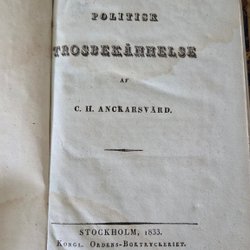 POLITISK
TROSBEKÄNNELSE
AF
C. H. ANCKARSVÄRD.
STOCKHOLM, 1833.
KONGL. ORDENS-BOKTRYCKERIET.